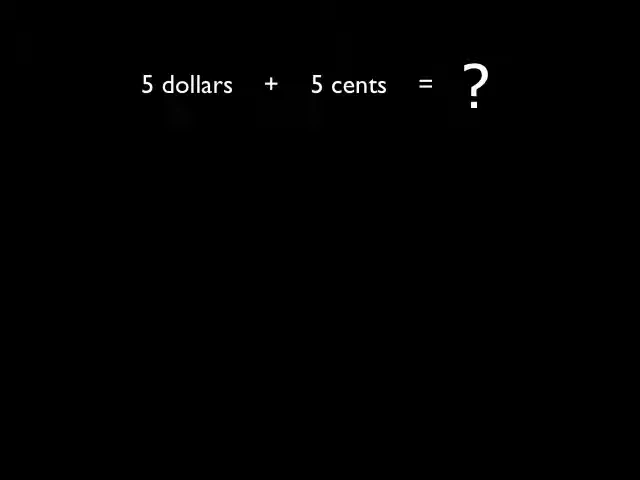 5 dollars + 5 cents = ?